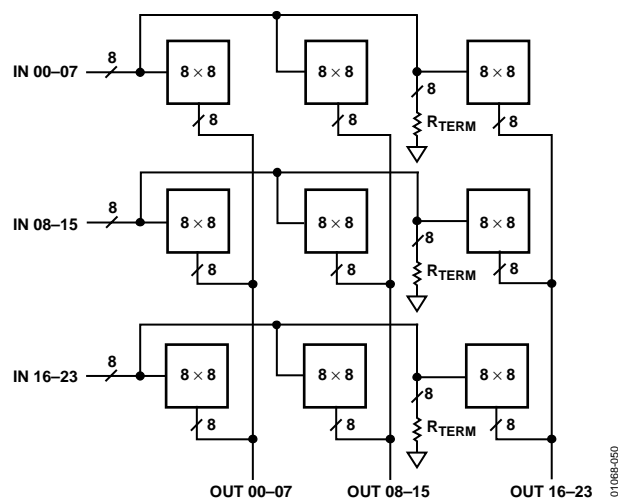 8
IN 00–07
8 × 8
8 × 8
8 × 8
8
8
8
8
R_TERM
8
IN 08–15
8 × 8
8 × 8
8 × 8
8
8
8
8
R_TERM
8
IN 16–23
8 × 8
8 × 8
8 × 8
8
8
8
8
R_TERM
OUT 00–07
OUT 08–15
OUT 16–23
01068-050